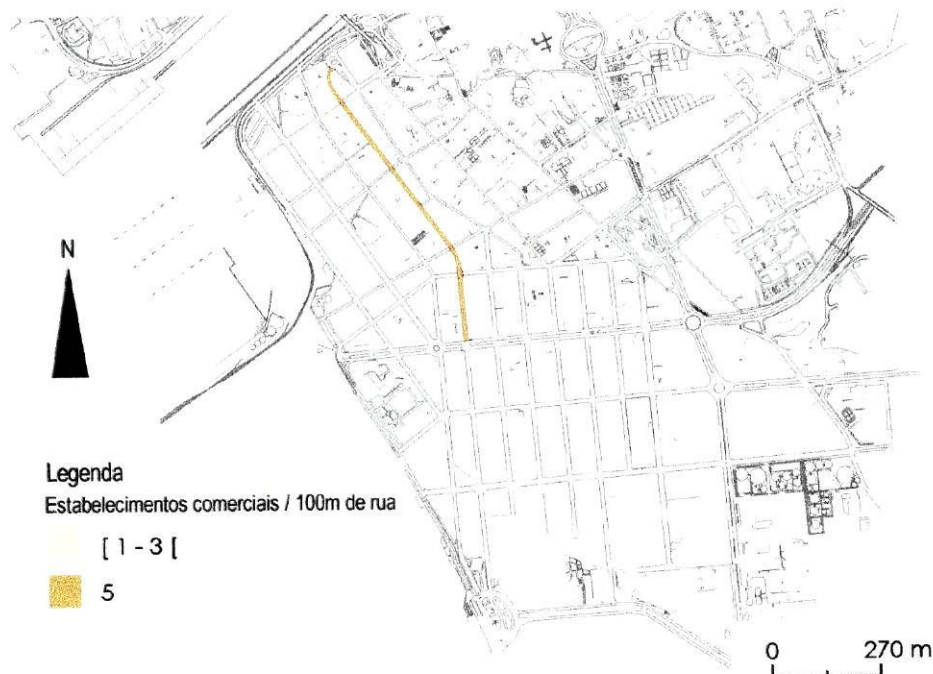 N
Legenda
Estabelecimentos comerciais / 100m de rua
[ 1 - 3 [
5
0 270 m